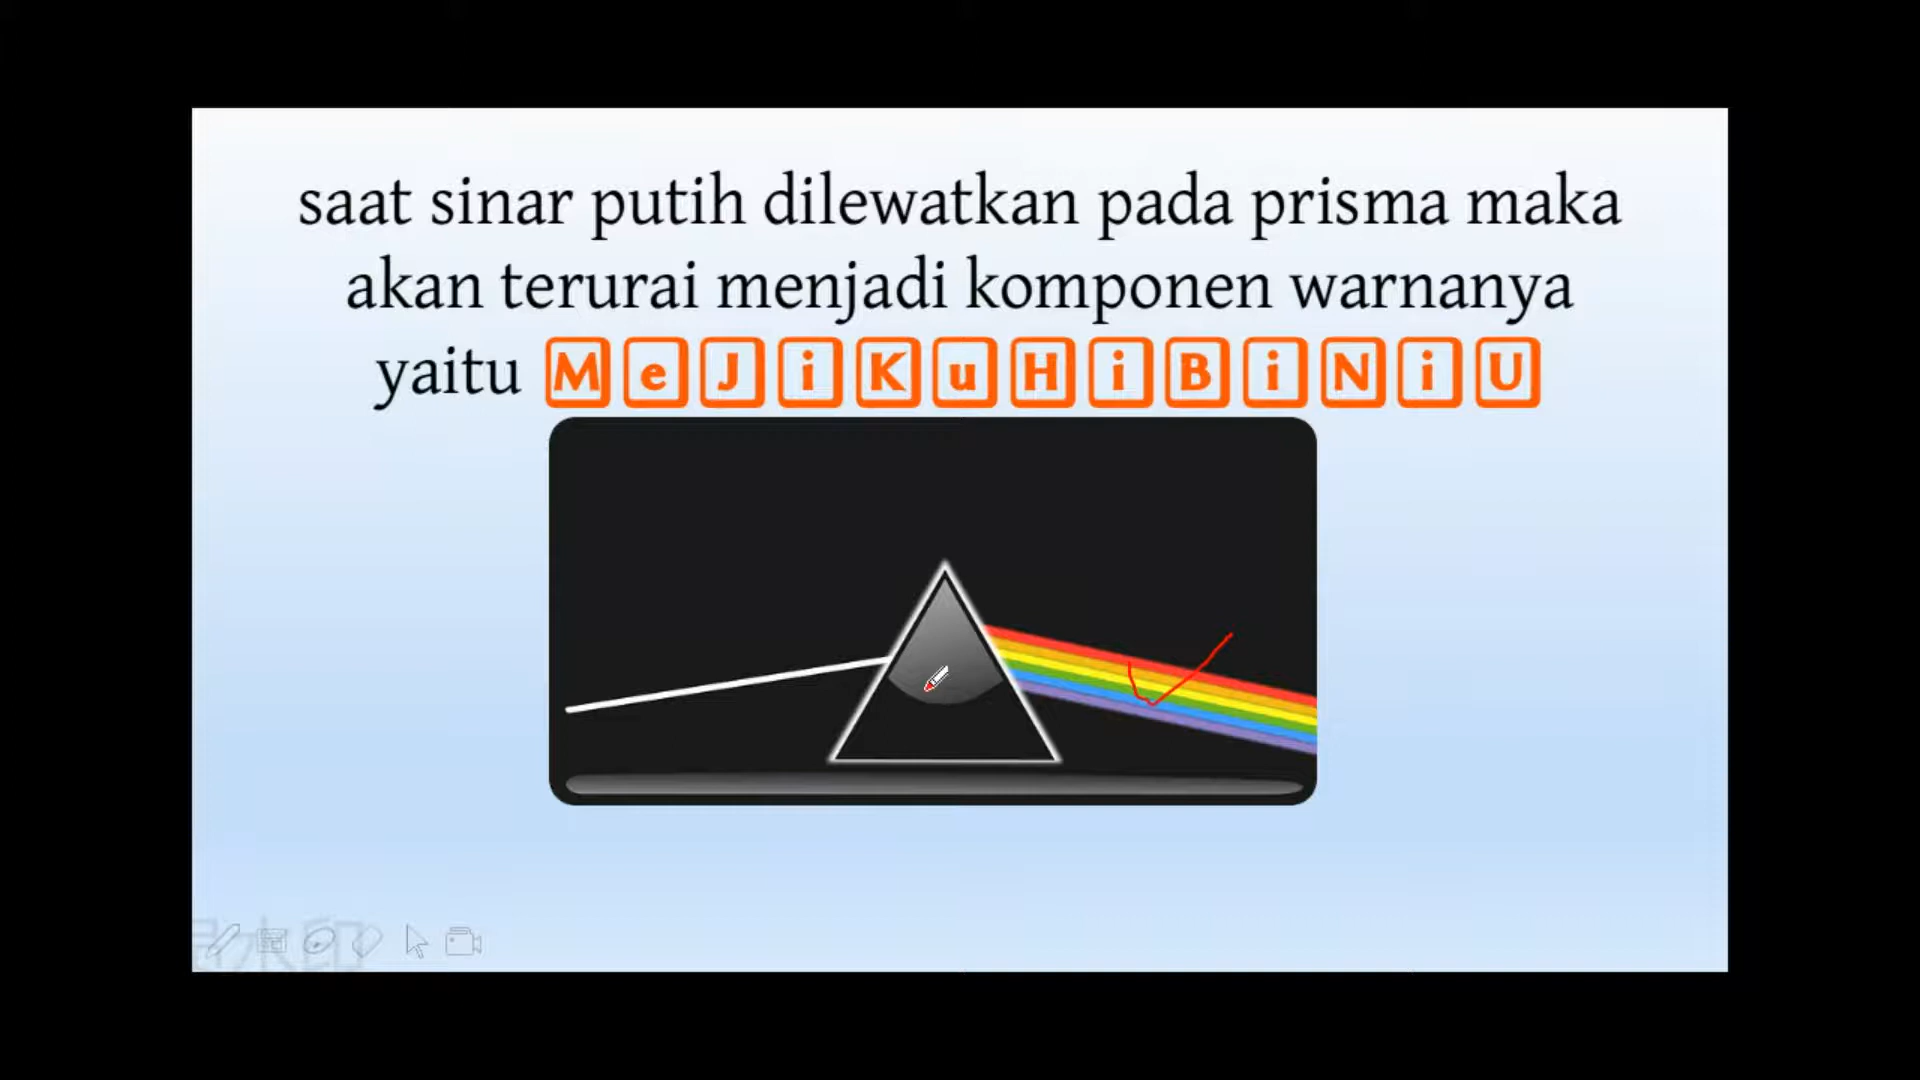 saat sinar putih dilewatkan pada prisma maka
akan terurai menjadi komponen warnanya
yaitu MeJiKuHiBiNiU